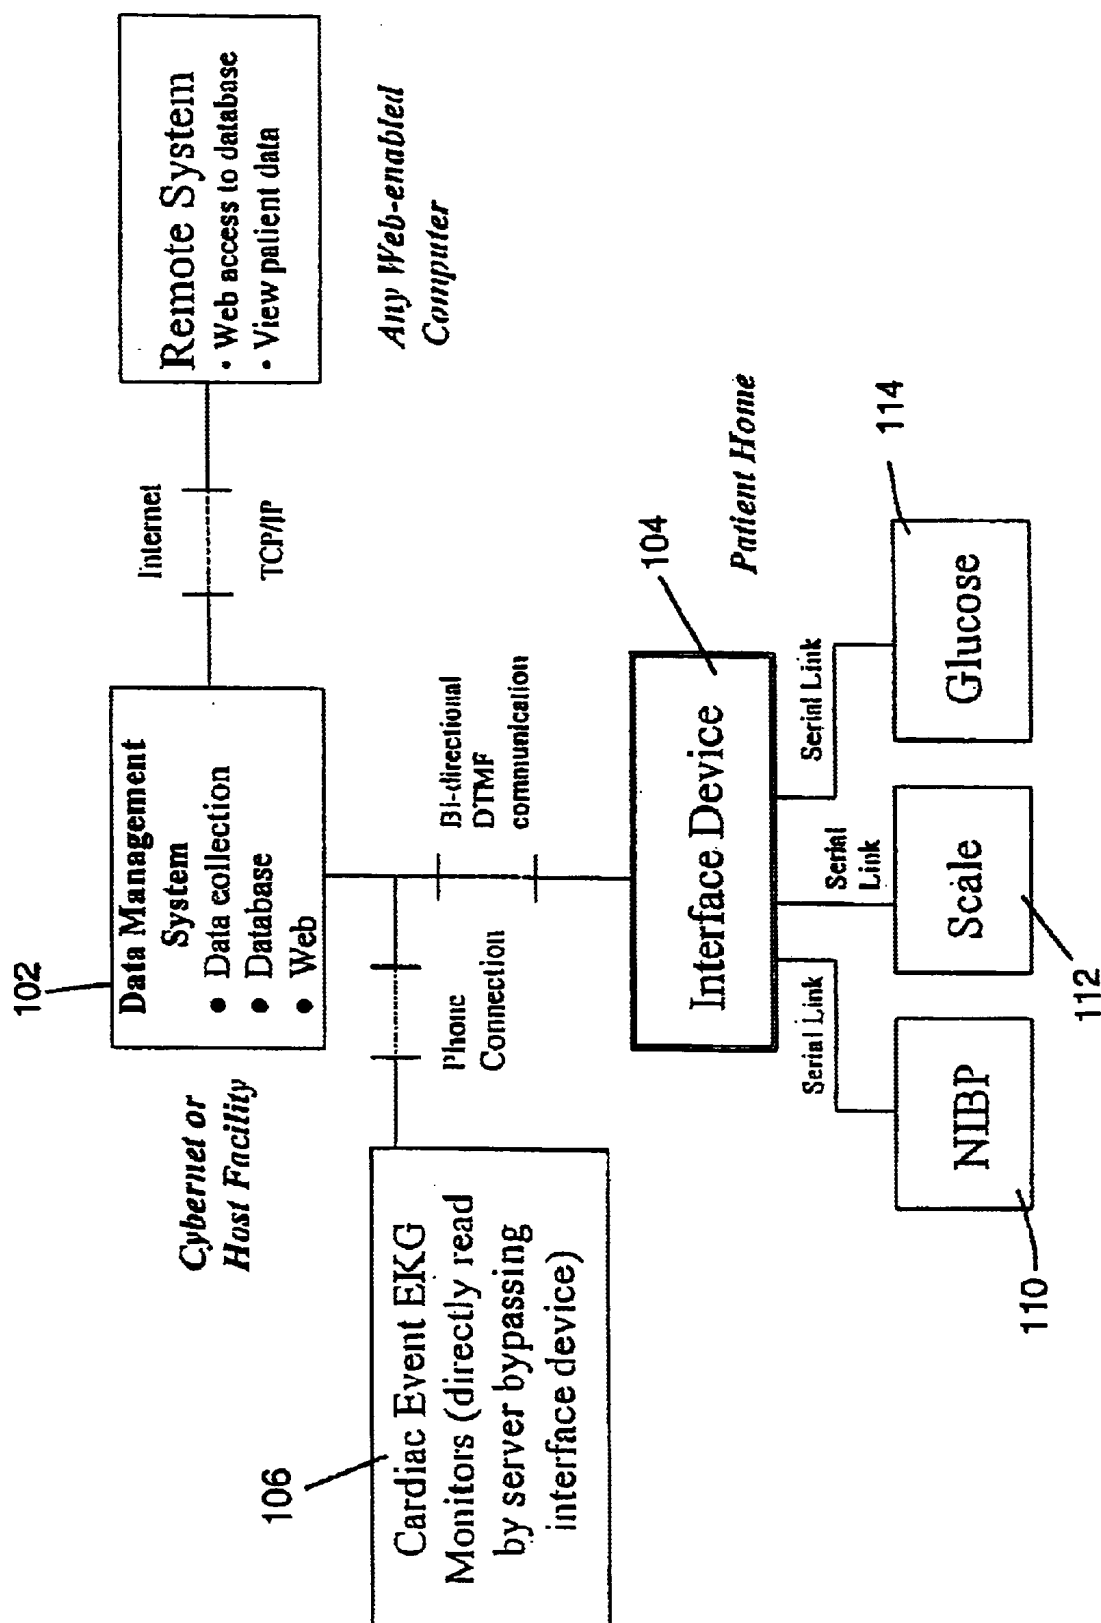 102
Data Management
System
● Data collection
● Database
● Web
Cybernet or
Host Facility
Internet
TCP/IP
Remote System
• Web access to database
• View patient data
Any Web-enabled
Computer
106
Cardiac Event EKG
Monitors (directly read
by server bypassing
interface device)
Phone
Connection
Bi-directional
DTMF
communication
104
Interface Device
Patient Home
Serial Link
Serial
Link
Serial Link
NIBP
110
Scale
112
Glucose
114